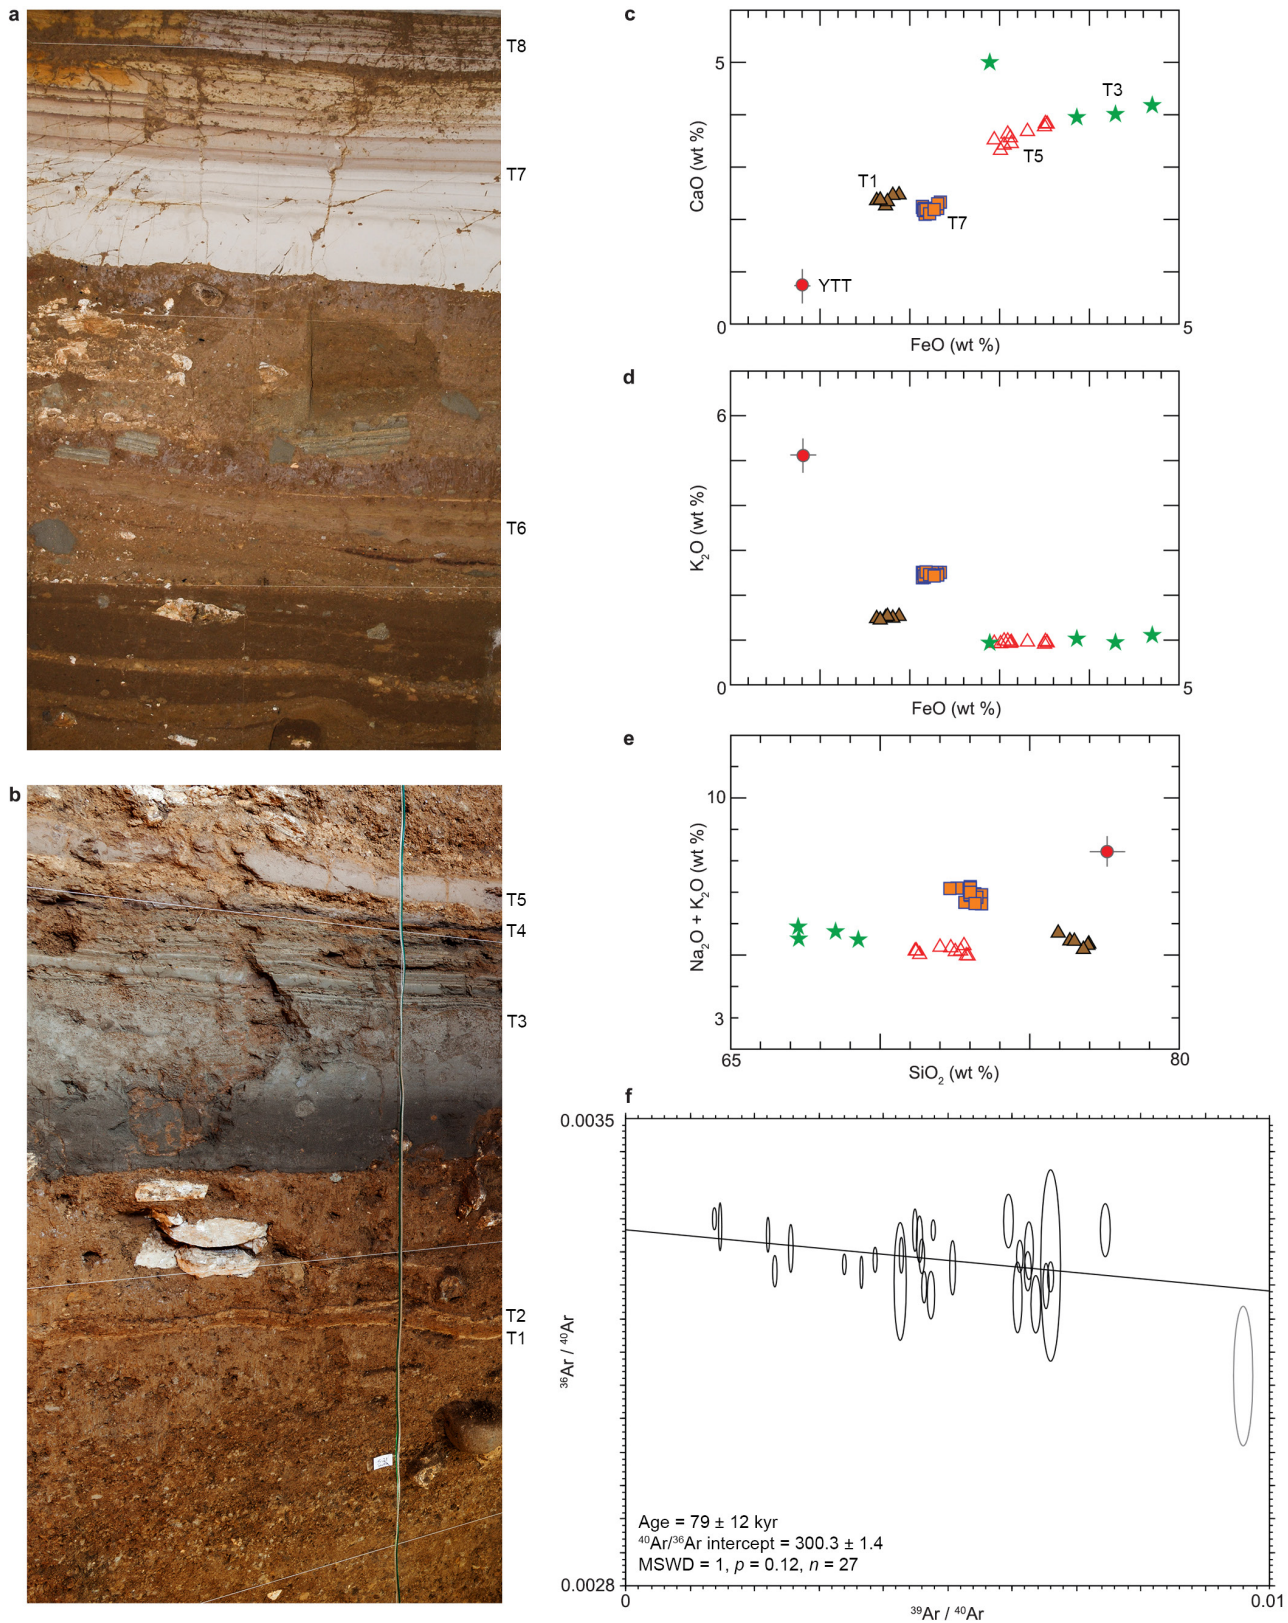 a
T8
T7
T6
b
T5
T4
T3
T2
T1
c
5
CaO (wt %)
T3
T5
T1
T7
YTT
0
5
FeO (wt %)
d
6
K₂O (wt %)
0
5
FeO (wt %)
e
10
Na₂O + K₂O (wt %)
3
65
80
SiO₂ (wt %)
f
0.0035
³⁶Ar / ⁴⁰Ar
Age = 79 ± 12 kyr
⁴⁰Ar/³⁶Ar intercept = 300.3 ± 1.4
MSWD = 1, p = 0.12, n = 27
0.0028
0
0.01
³⁹Ar / ⁴⁰Ar